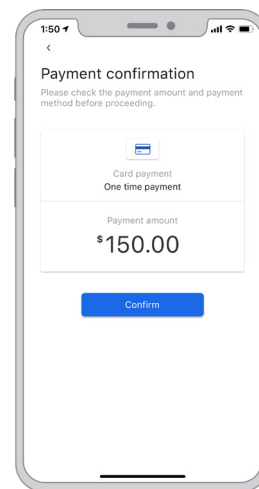 1:50
Payment confirmation
Please check the payment amount and payment
method before proceeding.
Card payment
One time payment
Payment amount
$150.00
Confirm